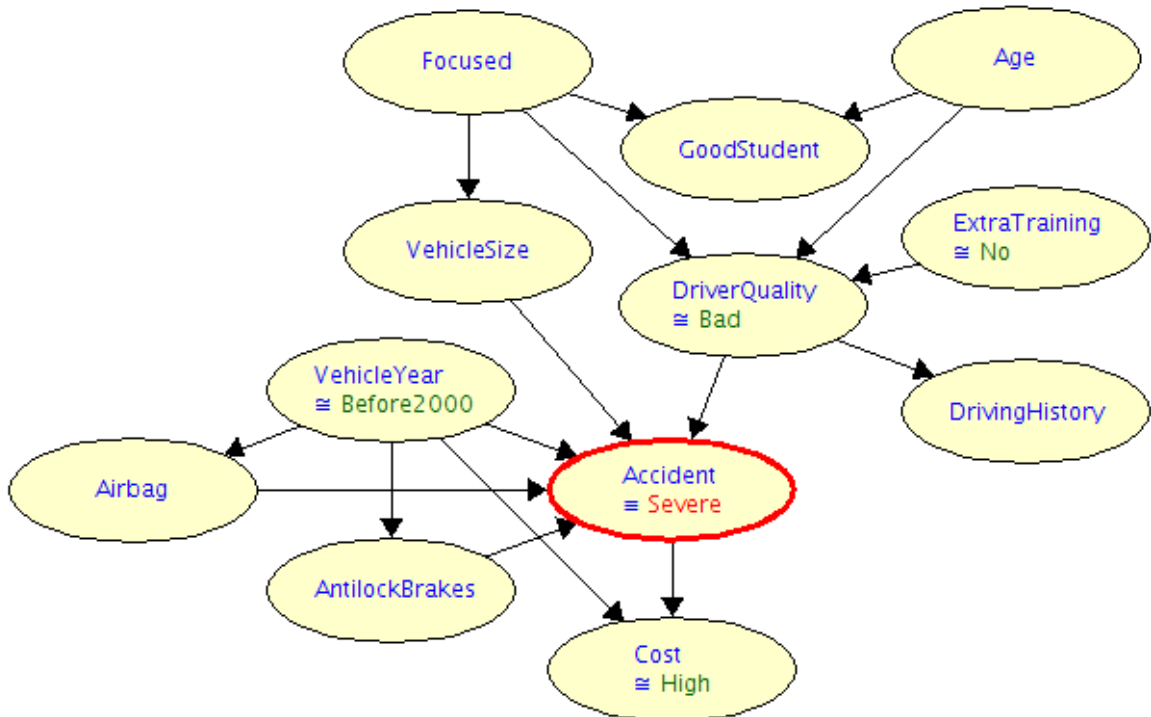 Focused
Age
GoodStudent
ExtraTraining
≅ No
VehicleSize
DriverQuality
≅ Bad
VehicleYear
≅ Before2000
DrivingHistory
Airbag
Accident
≅ Severe
AntilockBrakes
Cost
≅ High